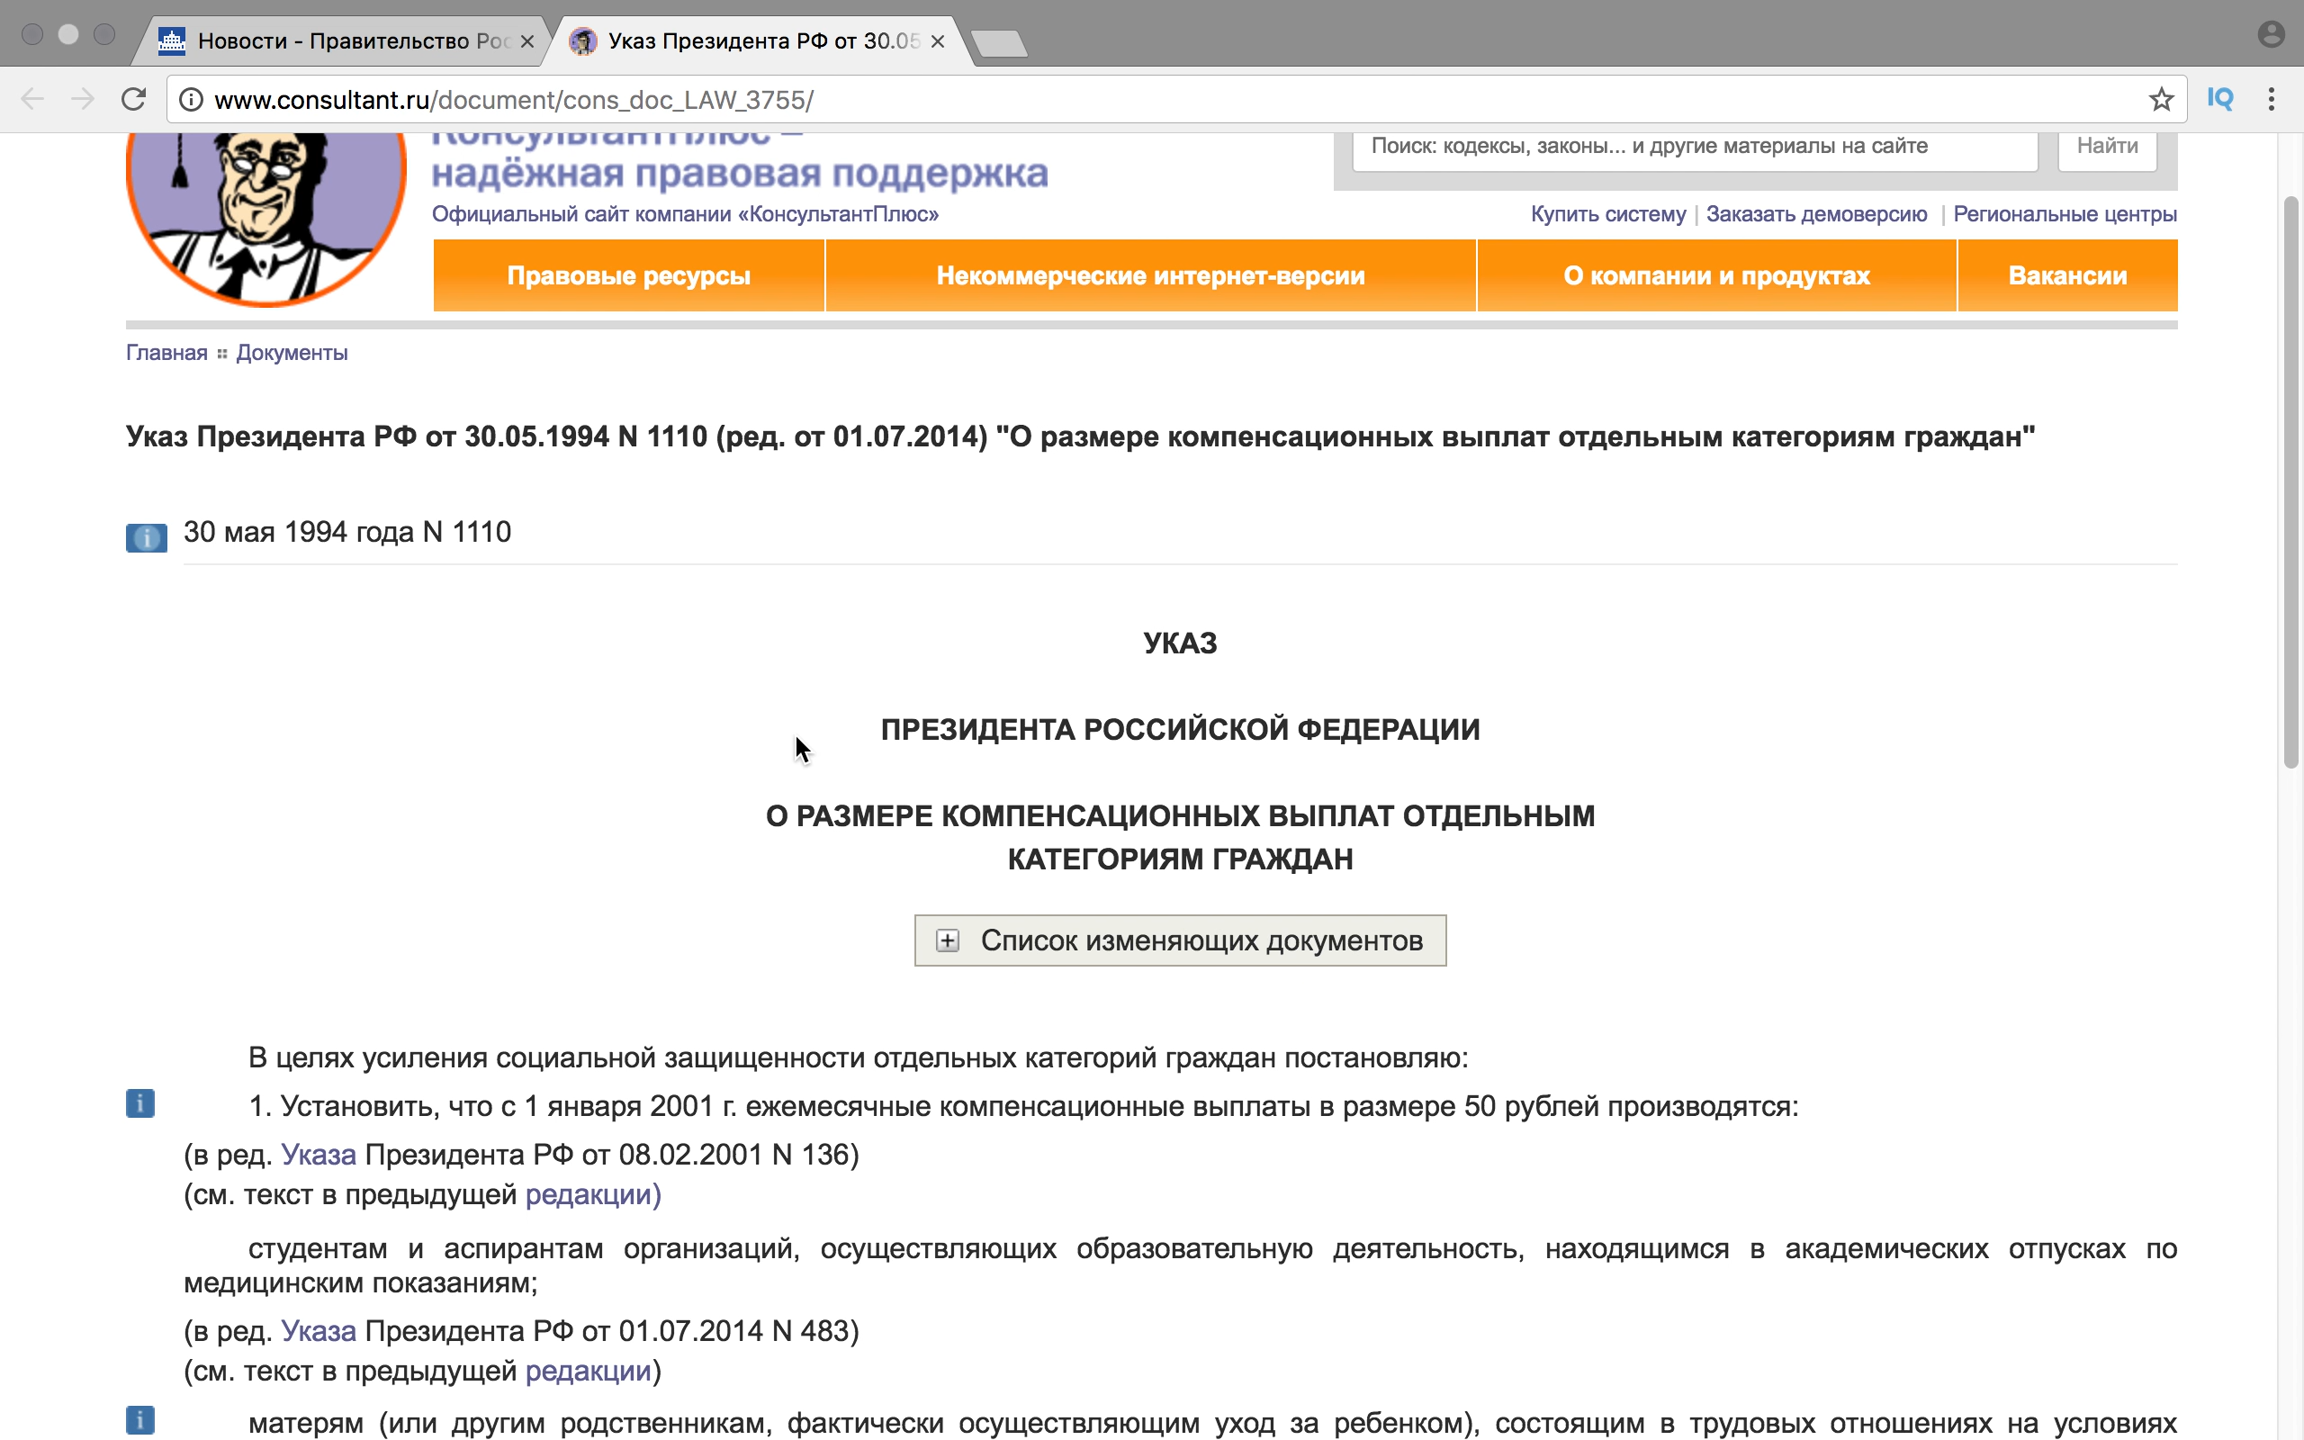 Новости - Правительство Рос
Указ Президента РФ от 30.05
www.consultant.ru/document/cons_doc_LAW_3755/
IQ
КонсультантПлюс –
надёжная правовая поддержка
Официальный сайт компании «КонсультантПлюс»
Поиск: кодексы, законы... и другие материалы на сайте
Найти
Купить систему | Заказать демоверсию | Региональные центры
Правовые ресурсы
Некоммерческие интернет-версии
О компании и продуктах
Вакансии
Главная :: Документы
Указ Президента РФ от 30.05.1994 N 1110 (ред. от 01.07.2014) "О размере компенсационных выплат отдельным категориям граждан"
30 мая 1994 года N 1110
УКАЗ
ПРЕЗИДЕНТА РОССИЙСКОЙ ФЕДЕРАЦИИ
О РАЗМЕРЕ КОМПЕНСАЦИОННЫХ ВЫПЛАТ ОТДЕЛЬНЫМ
КАТЕГОРИЯМ ГРАЖДАН
Список изменяющих документов
В целях усиления социальной защищенности отдельных категорий граждан постановляю:
1. Установить, что с 1 января 2001 г. ежемесячные компенсационные выплаты в размере 50 рублей производятся:
(в ред. Указа Президента РФ от 08.02.2001 N 136)
(см. текст в предыдущей редакции)
студентам и аспирантам организаций, осуществляющих образовательную деятельность, находящимся в академических отпусках по
медицинским показаниям;
(в ред. Указа Президента РФ от 01.07.2014 N 483)
(см. текст в предыдущей редакции)
матерям (или другим родственникам, фактически осуществляющим уход за ребенком), состоящим в трудовых отношениях на условиях